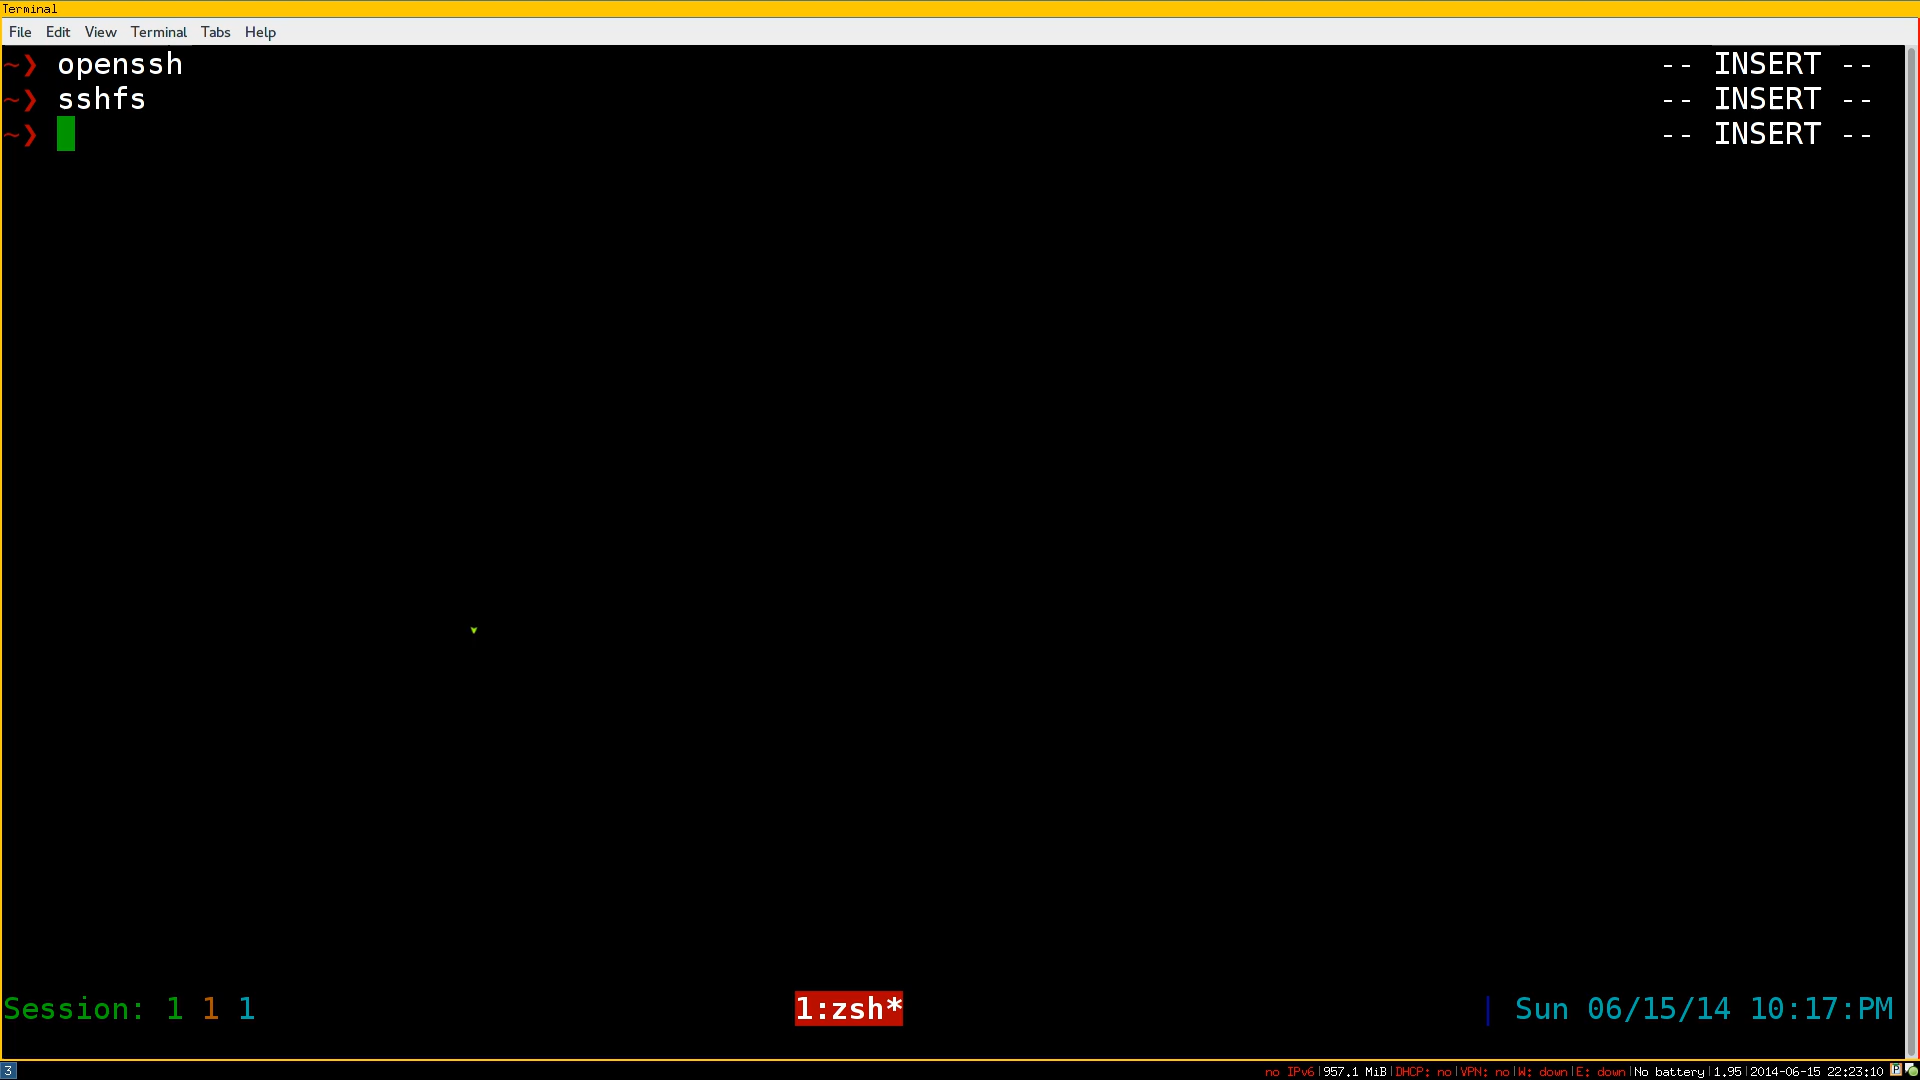 Terminal
File Edit View Terminal Tabs Help
~❯ openssh -- INSERT --
~❯ sshfs -- INSERT --
~❯ -- INSERT --
Session: 1 1 1 1:zsh* | Sun 06/15/14 10:17:PM
3 no IPv6|957.1 MiB|DHCP: no|VPN: no|W: down|E: down|No battery|1.95|2014-06-15 22:23:10 P